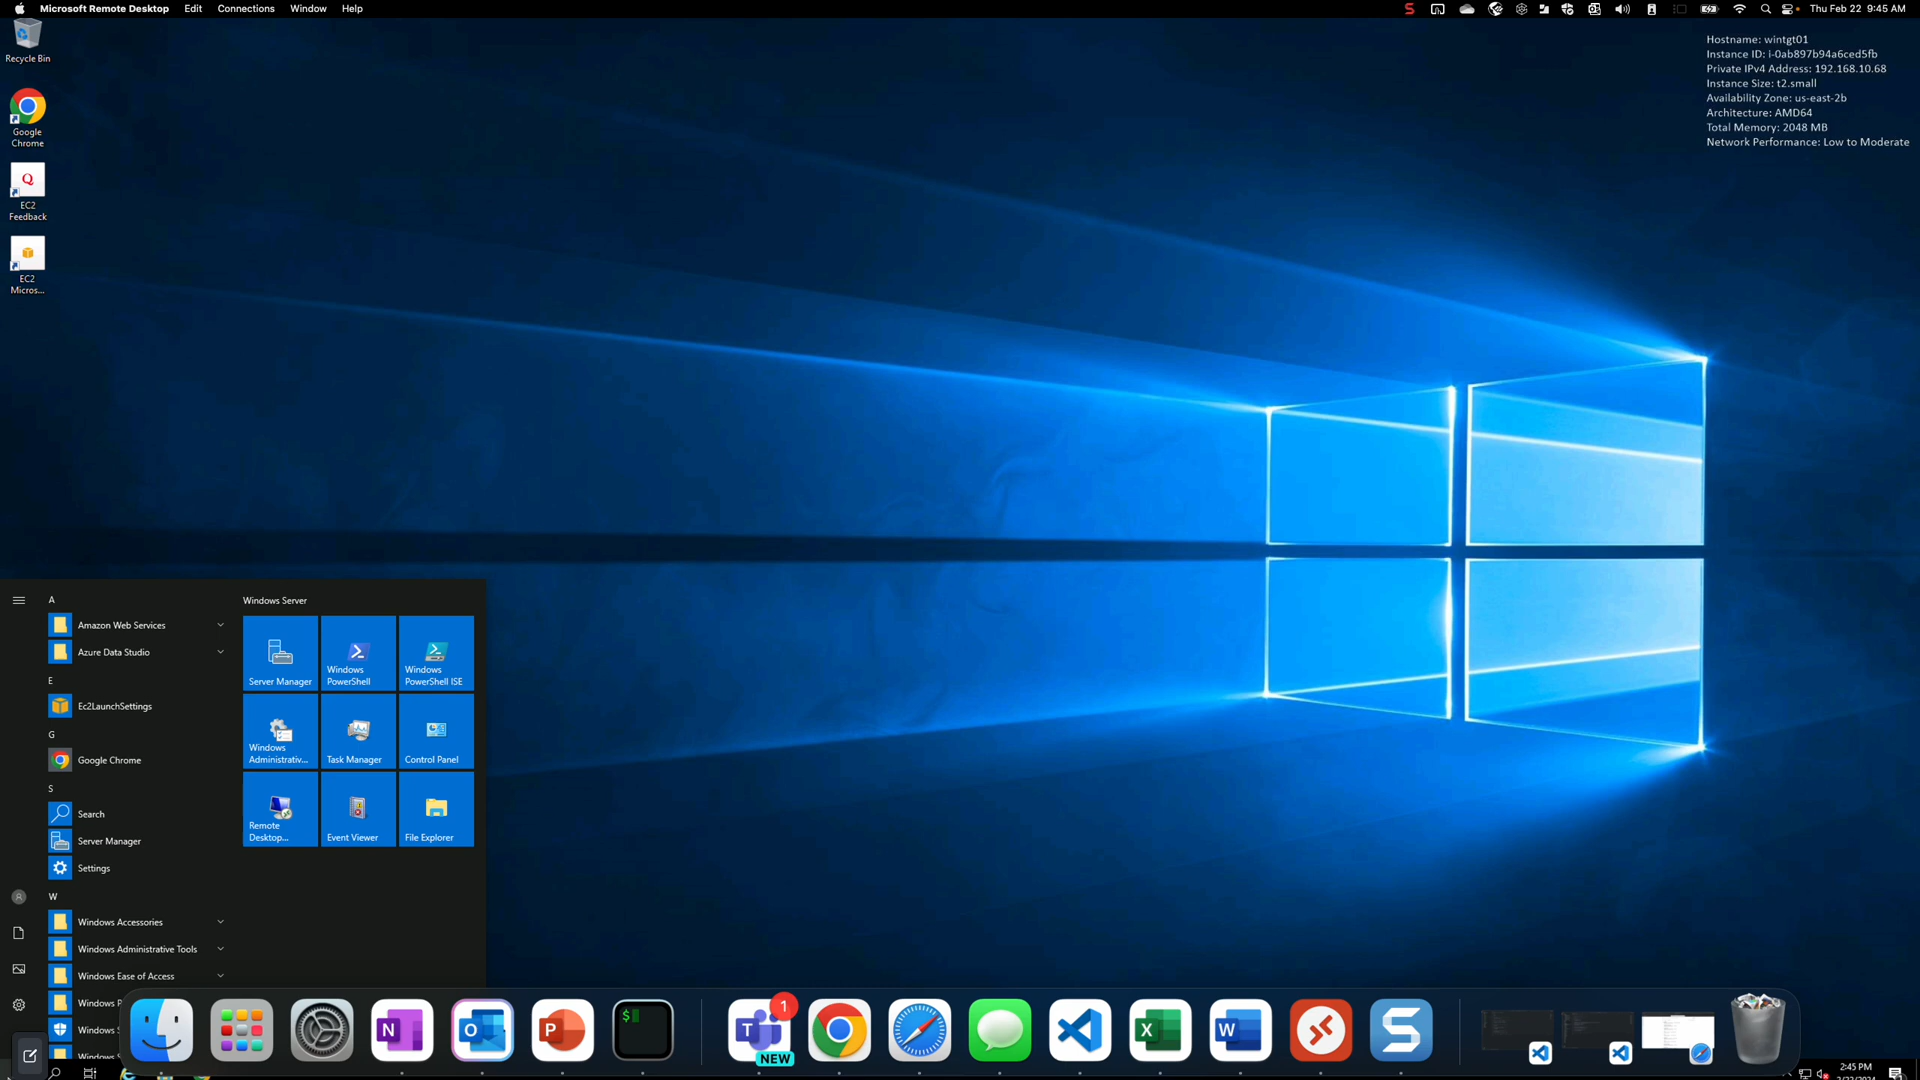 Microsoft Remote Desktop Edit Connections Window Help
Thu Feb 22 9:45 AM
Recycle Bin
Google
Chrome
EC2
Feedback
EC2
Micros...
Hostname: wintgt01
Instance ID: i-0ab897b94a6ced5fb
Private IPv4 Address: 192.168.10.68
Instance Size: t2.small
Availability Zone: us-east-2b
Architecture: AMD64
Total Memory: 2048 MB
Network Performance: Low to Moderate
A
Amazon Web Services
Azure Data Studio
E
Ec2LaunchSettings
G
Google Chrome
S
Search
Server Manager
Settings
W
Windows Accessories
Windows Administrative Tools
Windows Ease of Access
Windows P
Windows S
Windows Server
Server Manager
Windows
PowerShell
Windows
PowerShell ISE
Windows
Administrativ...
Task Manager
Control Panel
Remote
Desktop...
Event Viewer
File Explorer
1
NEW
2:45 PM